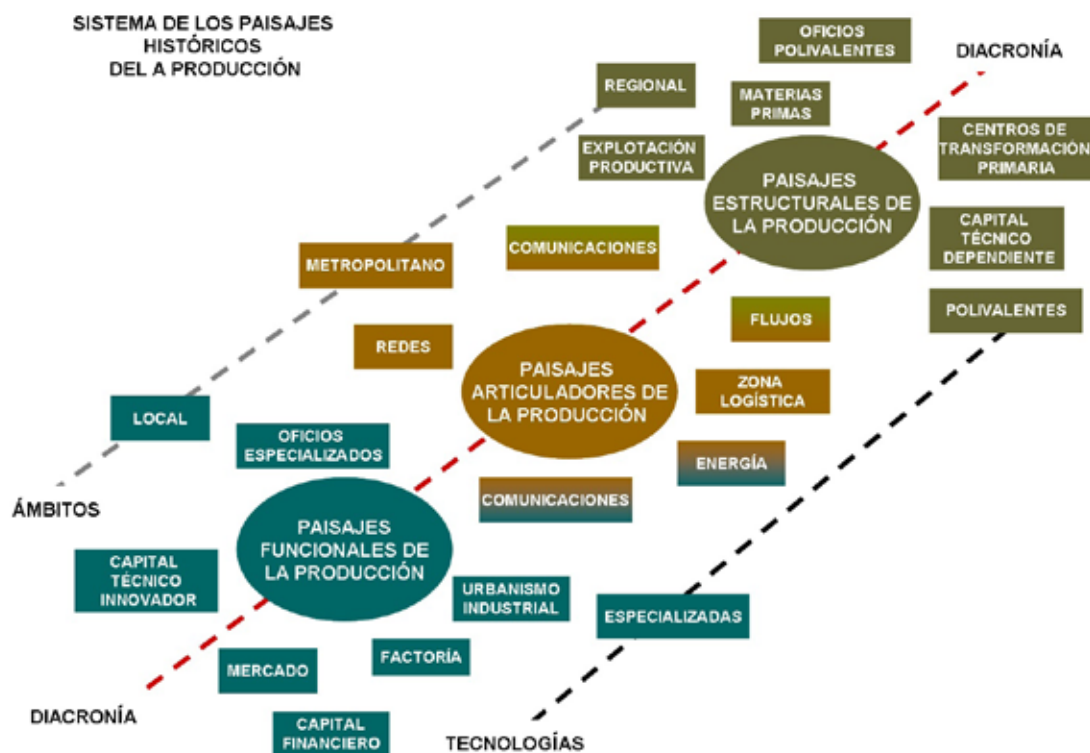 SISTEMA DE LOS PAISAJES
HISTÓRICOS
DEL A PRODUCCIÓN
OFICIOS
POLIVALENTES
DIACRONÍA
REGIONAL
MATERIAS
PRIMAS
CENTROS DE
TRANSFORMACIÓN
PRIMARIA
EXPLOTACIÓN
PRODUCTIVA
PAISAJES
ESTRUCTURALES DE
LA PRODUCCIÓN
CAPITAL
TÉCNICO
DEPENDIENTE
COMUNICACIONES
METROPOLITANO
POLIVALENTES
FLUJOS
REDES
PAISAJES
ARTICULADORES DE
LA PRODUCCIÓN
ZONA
LOGÍSTICA
LOCAL
OFICIOS
ESPECIALIZADOS
ENERGÍA
COMUNICACIONES
ÁMBITOS
PAISAJES
FUNCIONALES DE
LA PRODUCCIÓN
CAPITAL
TÉCNICO
INNOVADOR
URBANISMO
INDUSTRIAL
ESPECIALIZADAS
MERCADO
FACTORÍA
DIACRONÍA
CAPITAL
FINANCIERO
TECNOLOGÍAS